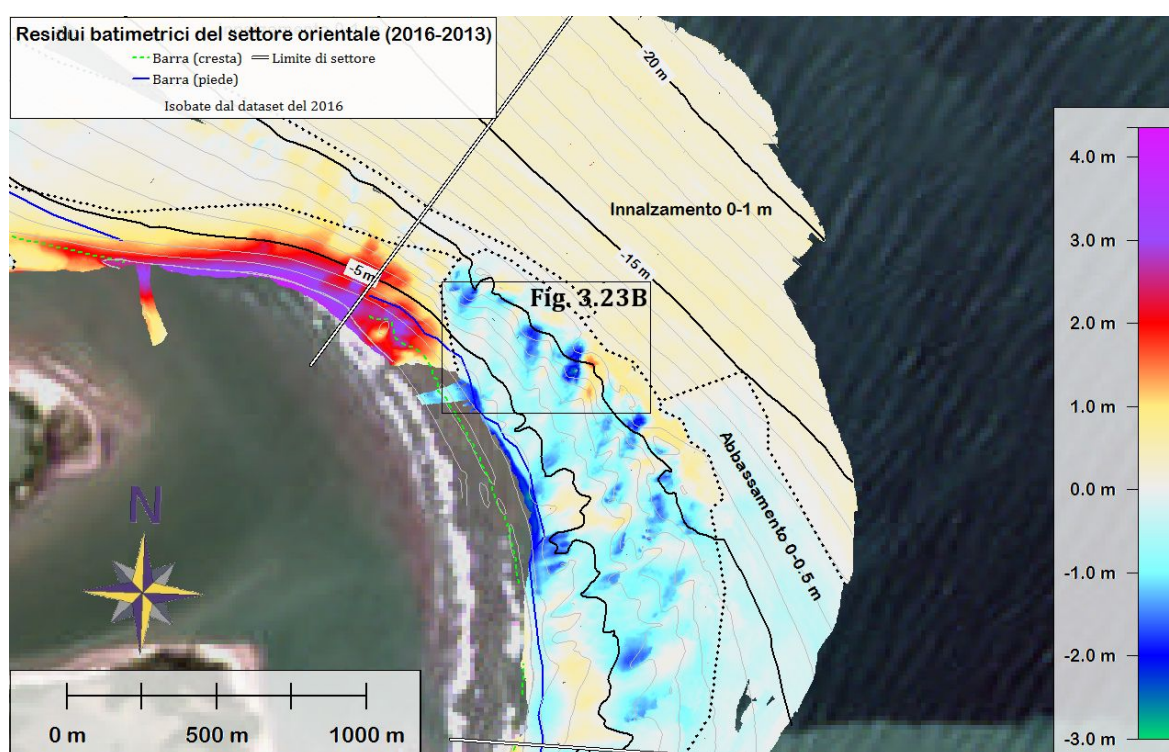 Residui batimetrici del settore orientale (2016-2013)
Barra (cresta) Limite di settore
Barra (piede)
Isobate dal dataset del 2016
-20 m
Innalzamento 0-1 m
-15 m
-5m
Fig. 3.23B
Abbassamento 0-0.5 m
N
0 m 500 m 1000 m
4.0 m
3.0 m
2.0 m
1.0 m
0.0 m
-1.0 m
-2.0 m
-3.0 m